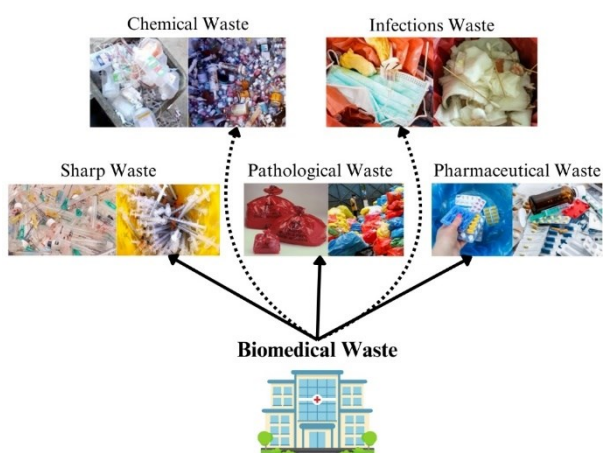 Chemical Waste
Infections Waste
Sharp Waste
Pathological Waste
Pharmaceutical Waste
Biomedical Waste